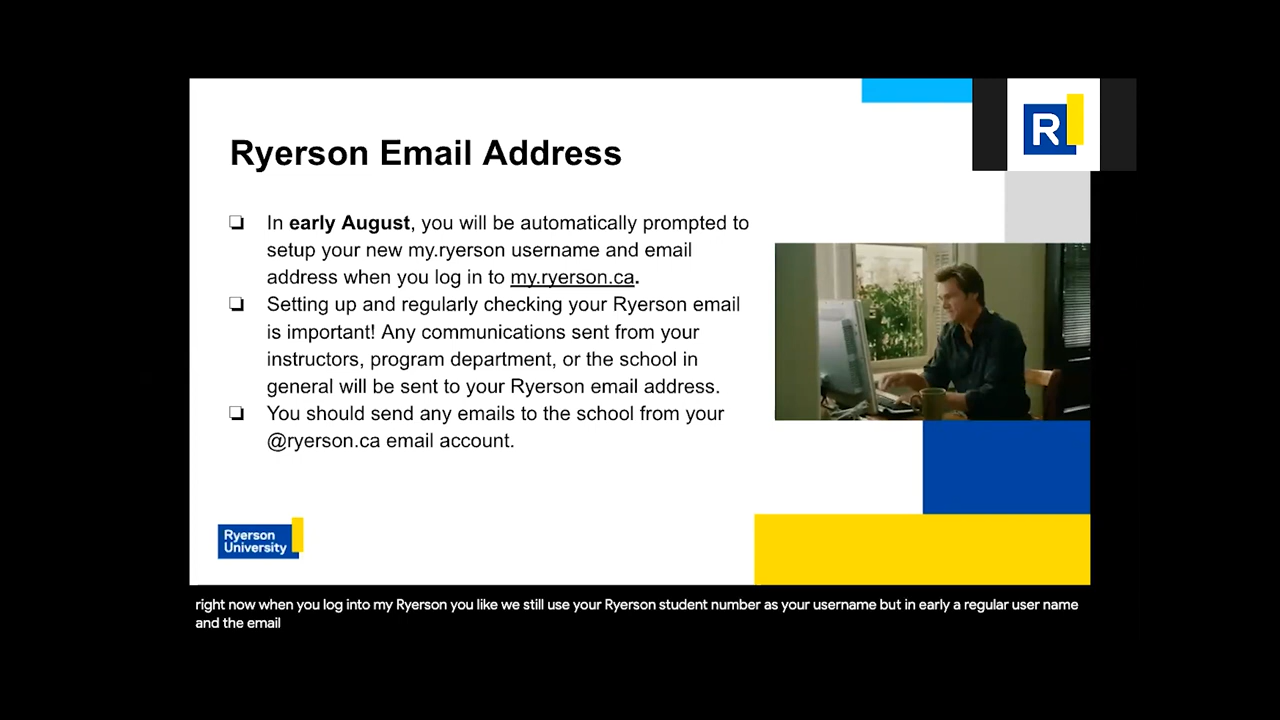 R
Ryerson Email Address
❏ In early August, you will be automatically prompted to
setup your new my.ryerson username and email
address when you log in to my.ryerson.ca.
❏ Setting up and regularly checking your Ryerson email
is important! Any communications sent from your
instructors, program department, or the school in
general will be sent to your Ryerson email address.
❏ You should send any emails to the school from your
@ryerson.ca email account.
Ryerson
University
right now when you log into my Ryerson you like we still use your Ryerson student number as your username but in early a regular user name
and the email